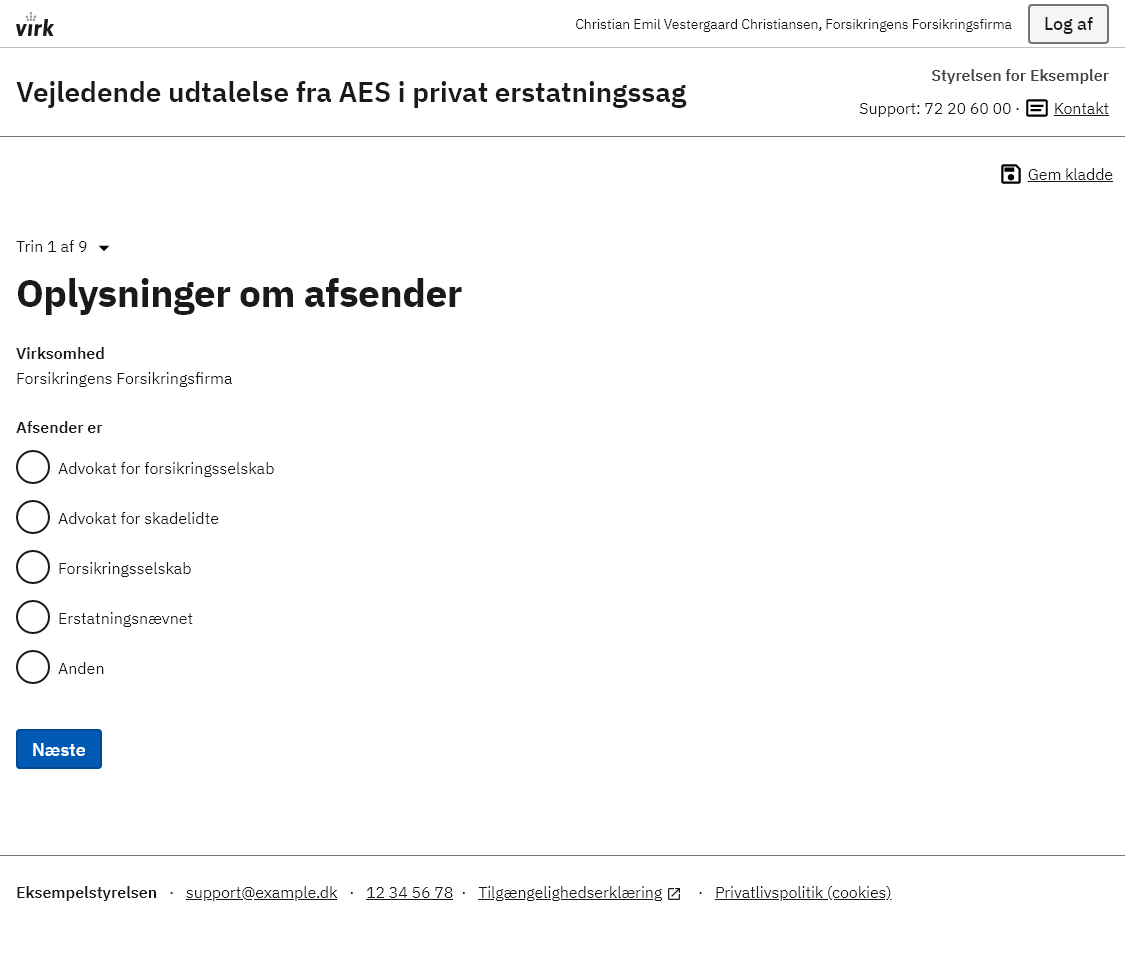 virk
Christian Emil Vestergaard Christiansen, Forsikringens Forsikringsfirma
Log af
Vejledende udtalelse fra AES i privat erstatningssag
Styrelsen for Eksempler
Support: 72 20 60 00 · Kontakt
Gem kladde
Trin 1 af 9
Oplysninger om afsender
Virksomhed
Forsikringens Forsikringsfirma
Afsender er
Advokat for forsikringsselskab
Advokat for skadelidte
Forsikringsselskab
Erstatningsnævnet
Anden
Næste
Eksempelstyrelsen · support@example.dk · 12 34 56 78 · Tilgængelighedserklæring · Privatlivspolitik (cookies)